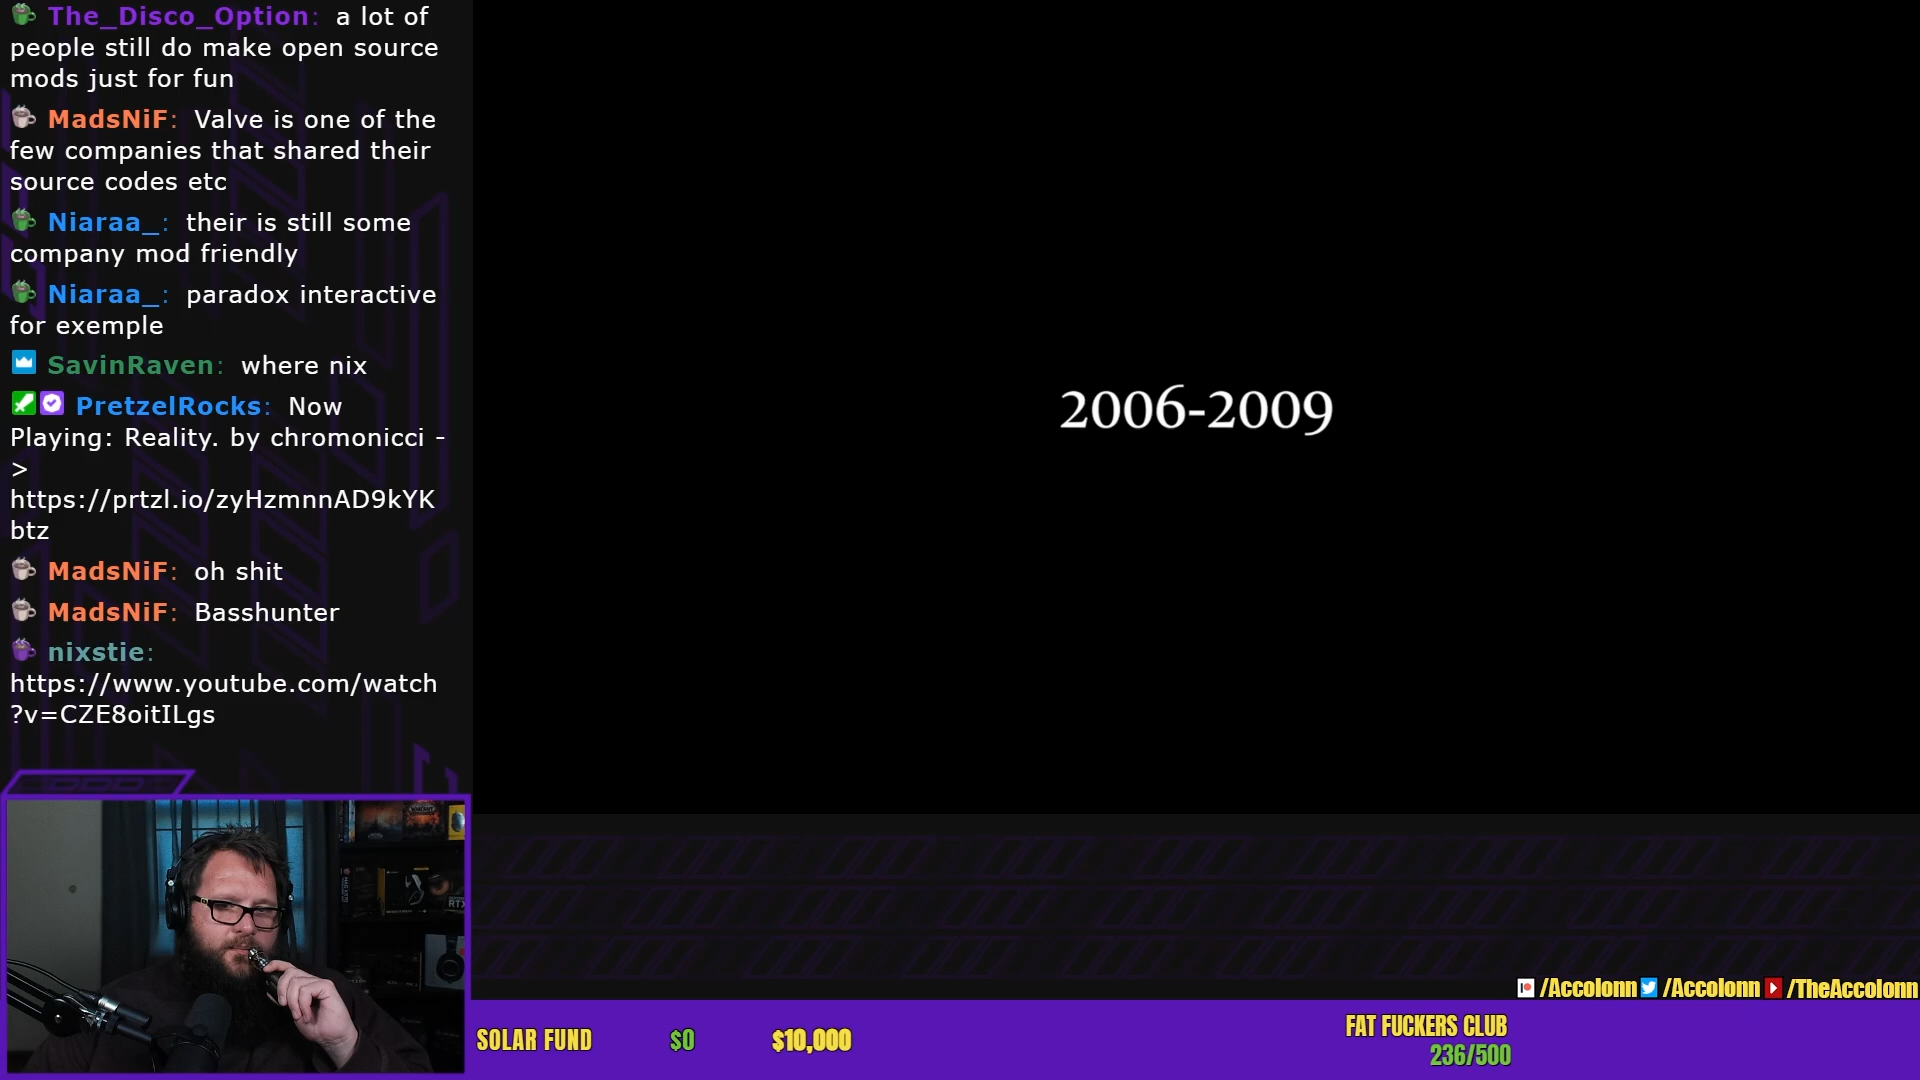 The_Disco_Option: a lot of
people still do make open source
mods just for fun
MadsNiF: Valve is one of the
few companies that shared their
source codes etc
Niaraa_: their is still some
company mod friendly
Niaraa_: paradox interactive
for exemple
SavinRaven: where nix
PretzelRocks: Now
Playing: Reality. by chromonicci -
>
https://prtzl.io/zyHzmnnAD9kYK
btz
MadsNiF: oh shit
MadsNiF: Basshunter
nixstie:
https://www.youtube.com/watch
?v=CZE8oitILgs
2006-2009
/Accolonn /Accolonn /TheAccolonn
SOLAR FUND $0 $10,000
FAT FUCKERS CLUB
236/500